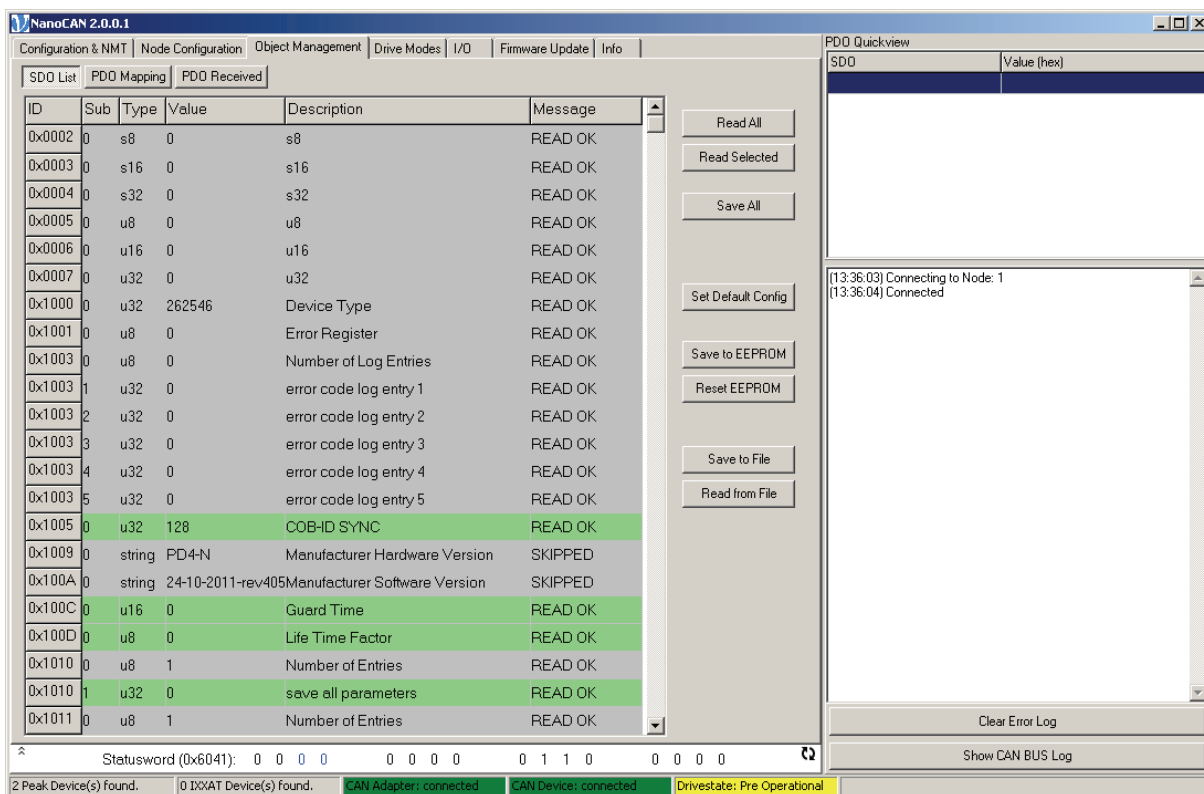 NanoCAN 2.0.0.1
Configuration & NMT Node Configuration Object Management Drive Modes I/O Firmware Update Info
SDO List PDO Mapping PDO Received
ID Sub Type Value Description Message
0x0002 0 s8 0 s8 READ OK
0x0003 0 s16 0 s16 READ OK
0x0004 0 s32 0 s32 READ OK
0x0005 0 u8 0 u8 READ OK
0x0006 0 u16 0 u16 READ OK
0x0007 0 u32 0 u32 READ OK
0x1000 0 u32 262546 Device Type READ OK
0x1001 0 u8 0 Error Register READ OK
0x1003 0 u8 0 Number of Log Entries READ OK
0x1003 1 u32 0 error code log entry 1 READ OK
0x1003 2 u32 0 error code log entry 2 READ OK
0x1003 3 u32 0 error code log entry 3 READ OK
0x1003 4 u32 0 error code log entry 4 READ OK
0x1003 5 u32 0 error code log entry 5 READ OK
0x1005 0 u32 128 COB-ID SYNC READ OK
0x1009 0 string PD4-N Manufacturer Hardware Version SKIPPED
0x100A 0 string 24-10-2011-rev405 Manufacturer Software Version SKIPPED
0x100C 0 u16 0 Guard Time READ OK
0x100D 0 u8 0 Life Time Factor READ OK
0x1010 0 u8 1 Number of Entries READ OK
0x1010 1 u32 0 save all parameters READ OK
0x1011 0 u8 1 Number of Entries READ OK
Read All
Read Selected
Save All
Set Default Config
Save to EEPROM
Reset EEPROM
Save to File
Read from File
Statusword (0x6041): 0 0 0 0 0 0 0 0 0 1 1 0 0 0 0 0
PDO Quickview
SDO Value (hex)
(13:36:03) Connecting to Node: 1
(13:36:04) Connected
Clear Error Log
Show CAN BUS Log
2 Peak Device(s) found. 0 IXXAT Device(s) found. CAN Adapter: connected CAN Device: connected Drivestate: Pre Operational